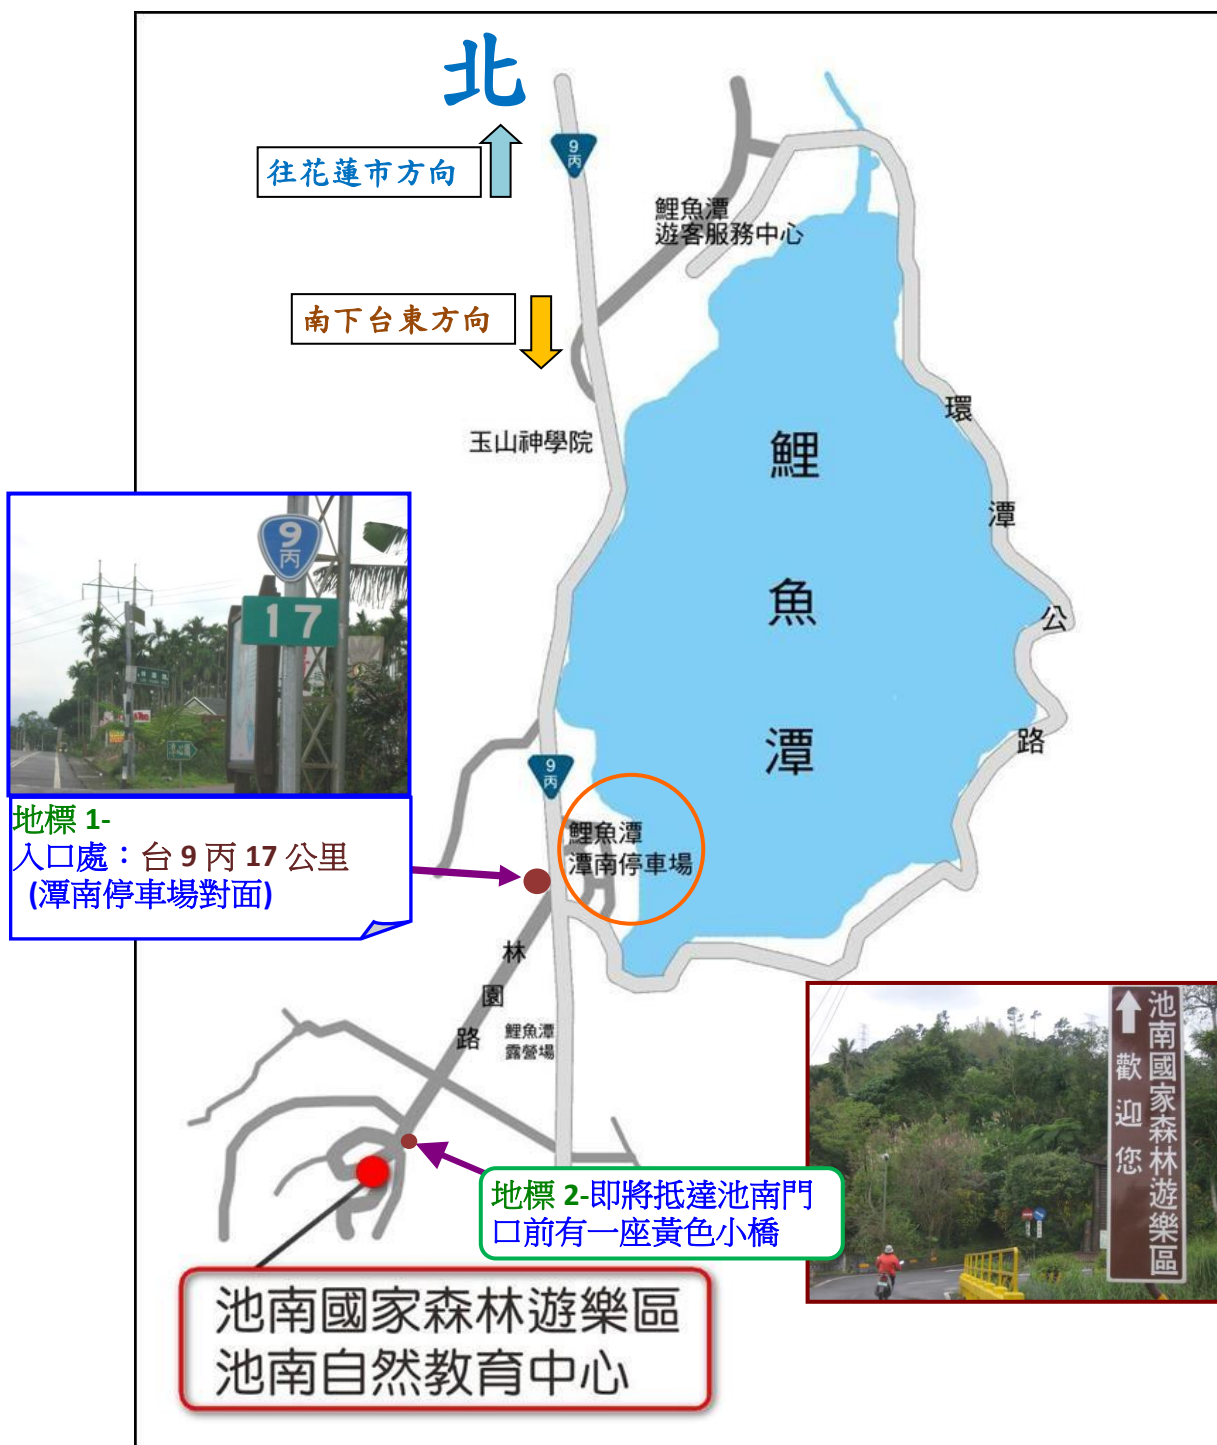 北
往花蓮市方向
9
丙
鯉魚潭
遊客服務中心
南下台東方向
玉山神學院
鯉
魚
潭
環
潭
公
路
9
丙
17
地標 1-
入口處：台 9 丙 17 公里
(潭南停車場對面)
9
丙
鯉魚潭
潭南停車場
林
園
路
鯉魚潭
露營場
池南國家森林遊樂區
歡迎您
地標 2-即將抵達池南門
口前有一座黃色小橋
池南國家森林遊樂區
池南自然教育中心